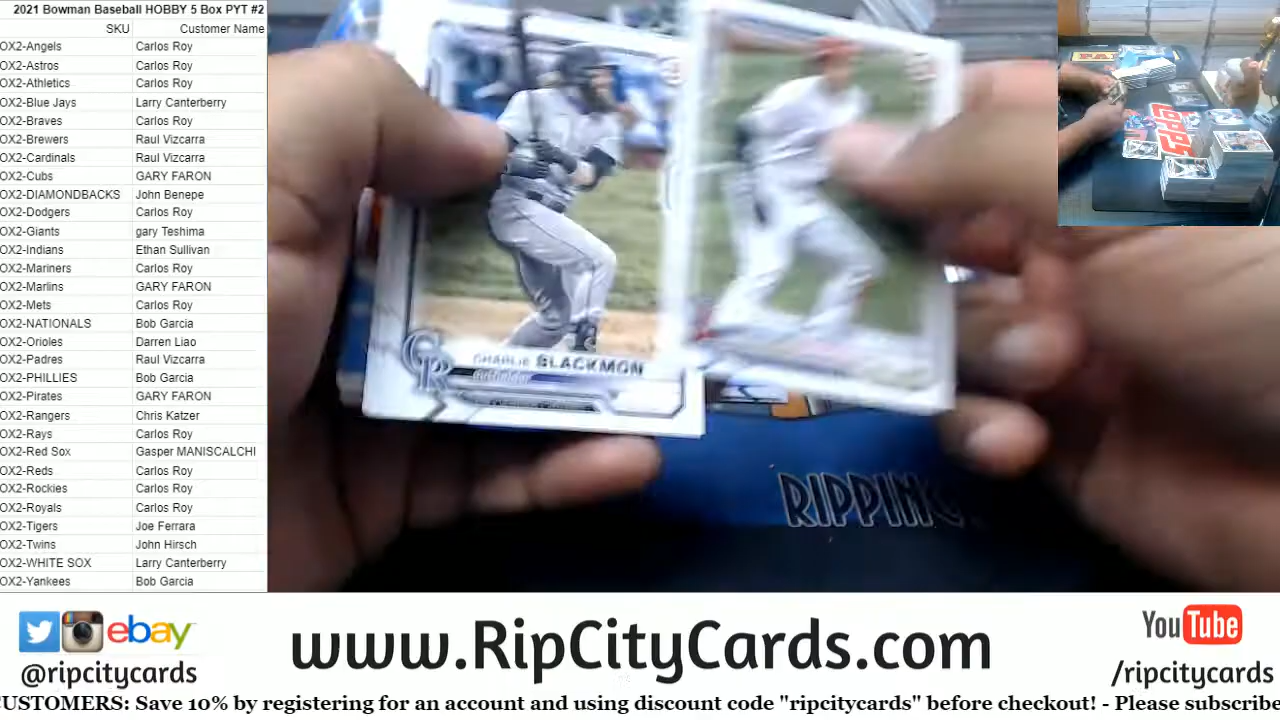 2021 Bowman Baseball HOBBY 5 Box PYT #2
SKU Customer Name
OX2-Angels Carlos Roy
OX2-Astros Carlos Roy
OX2-Athletics Carlos Roy
OX2-Blue Jays Larry Canterberry
OX2-Braves Carlos Roy
OX2-Brewers Raul Vizcarra
OX2-Cardinals Raul Vizcarra
OX2-Cubs GARY FARON
OX2-DIAMONDBACKS John Benepe
OX2-Dodgers Carlos Roy
OX2-Giants gary Teshima
OX2-Indians Ethan Sullivan
OX2-Mariners Carlos Roy
OX2-Marlins GARY FARON
OX2-Mets Carlos Roy
OX2-NATIONALS Bob Garcia
OX2-Orioles Darren Liao
OX2-Padres Raul Vizcarra
OX2-PHILLIES Bob Garcia
OX2-Pirates GARY FARON
OX2-Rangers Chris Katzer
OX2-Rays Carlos Roy
OX2-Red Sox Gasper MANISCALCHI
OX2-Reds Carlos Roy
OX2-Rockies Carlos Roy
OX2-Royals Carlos Roy
OX2-Tigers Joe Ferrara
OX2-Twins John Hirsch
OX2-WHITE SOX Larry Canterberry
OX2-Yankees Bob Garcia
CR
CHARLIE BLACKMON
RIPPING
TOPPS
ebay
@ripcitycards
www.RipCityCards.com
YouTube
/ripcitycards
CUSTOMERS: Save 10% by registering for an account and using discount code "ripcitycards" before checkout! - Please subscribe